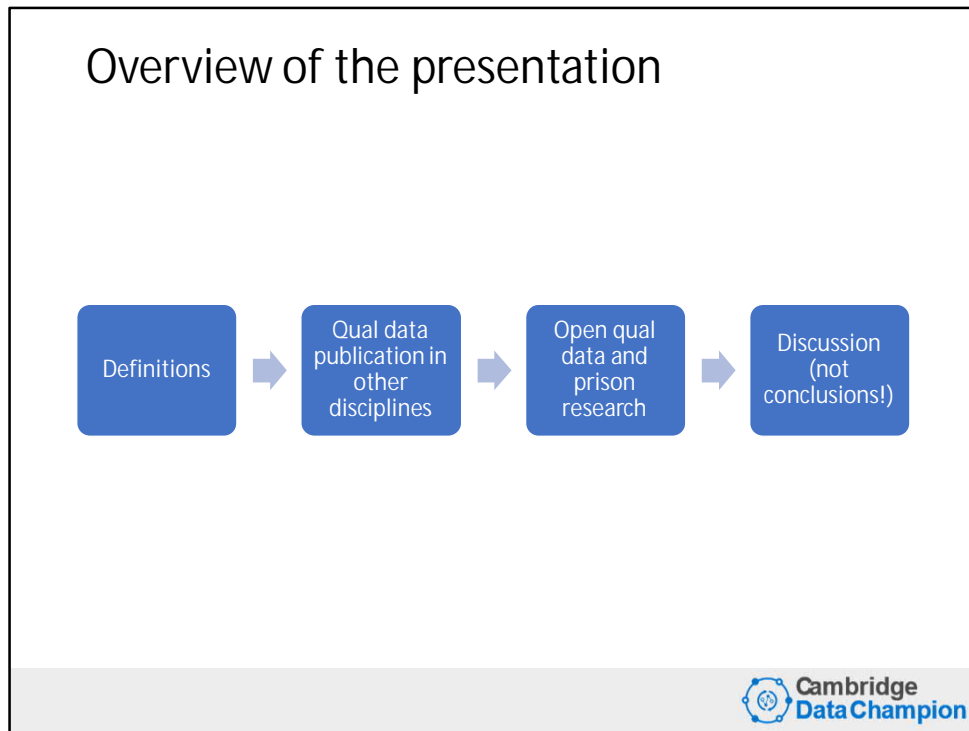 Overview of the presentation
Definitions
Qual data
publication in
other
disciplines
Open qual
data and
prison
research
Discussion
(not
conclusions!)
Cambridge
Data Champion